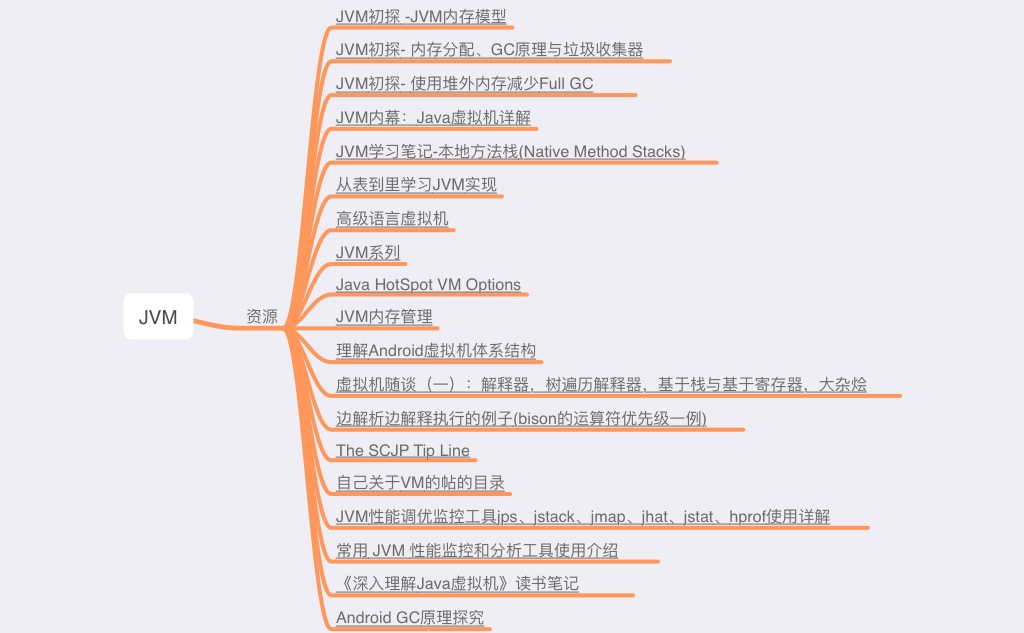 JVM初探 -JVM内存模型
JVM初探- 内存分配、GC原理与垃圾收集器
JVM初探- 使用堆外内存减少Full GC
JVM内幕：Java虚拟机详解
JVM学习笔记-本地方法栈(Native Method Stacks)
从表到里学习JVM实现
高级语言虚拟机
JVM系列
Java HotSpot VM Options
JVM
资源
JVM内存管理
理解Android虚拟机体系结构
虚拟机随谈（一）：解释器，树遍历解释器，基于栈与基于寄存器，大杂烩
边解析边解释执行的例子(bison的运算符优先级一例)
The SCJP Tip Line
自己关于VM的帖的目录
JVM性能调优监控工具jps、jstack、jmap、jhat、jstat、hprof使用详解
常用 JVM 性能监控和分析工具使用介绍
《深入理解Java虚拟机》读书笔记
Android GC原理探究